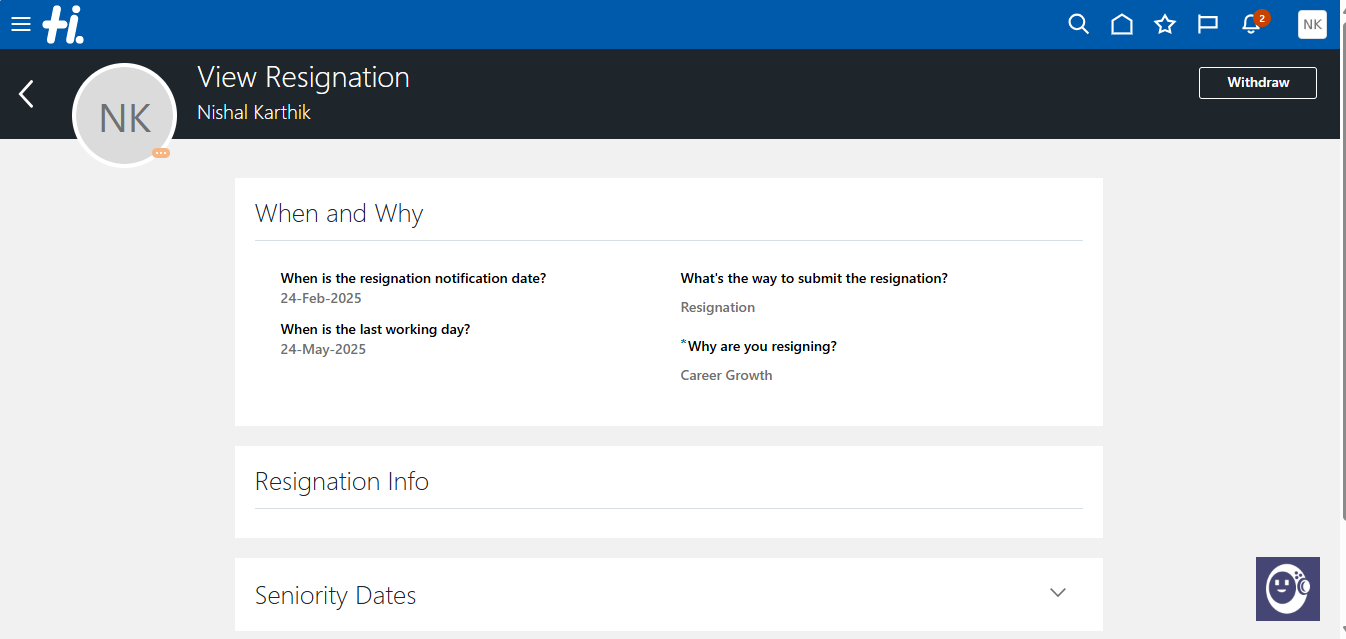 Hi.
2
NK
View Resignation
Withdraw
NK
Nishal Karthik
When and Why
When is the resignation notification date?
24-Feb-2025
When is the last working day?
24-May-2025
What's the way to submit the resignation?
Resignation
*Why are you resigning?
Career Growth
Resignation Info
Seniority Dates